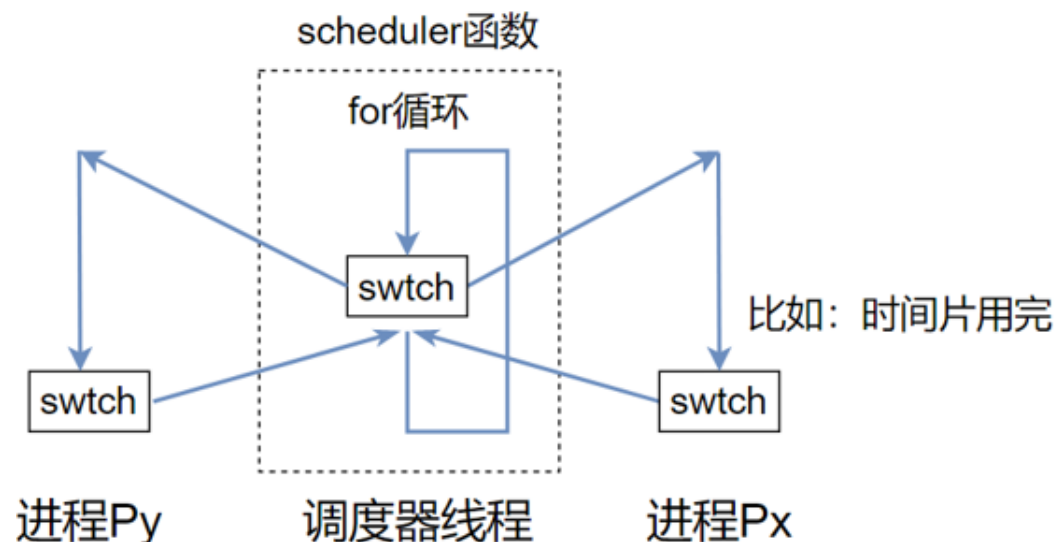 scheduler函数
for循环
swtch
比如：时间片用完
swtch
swtch
进程Py
调度器线程
进程Px